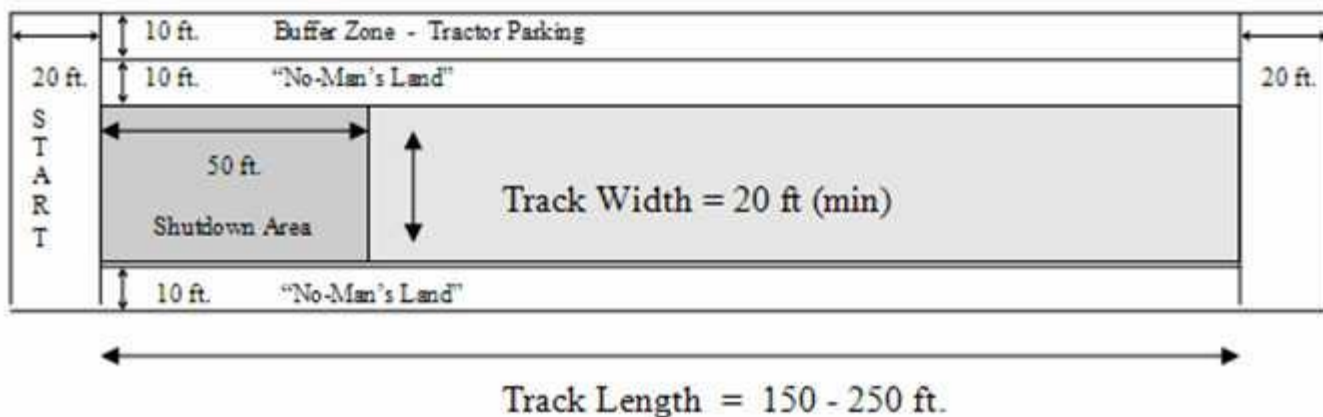 10 ft. Buffer Zone - Tractor Parking
20 ft. 10 ft. “No-Man’s Land” 20 ft.
S
T
A
R
T
50 ft.
Shutdown Area
Track Width = 20 ft (min)
10 ft. “No-Man’s Land”
Track Length = 150 - 250 ft.